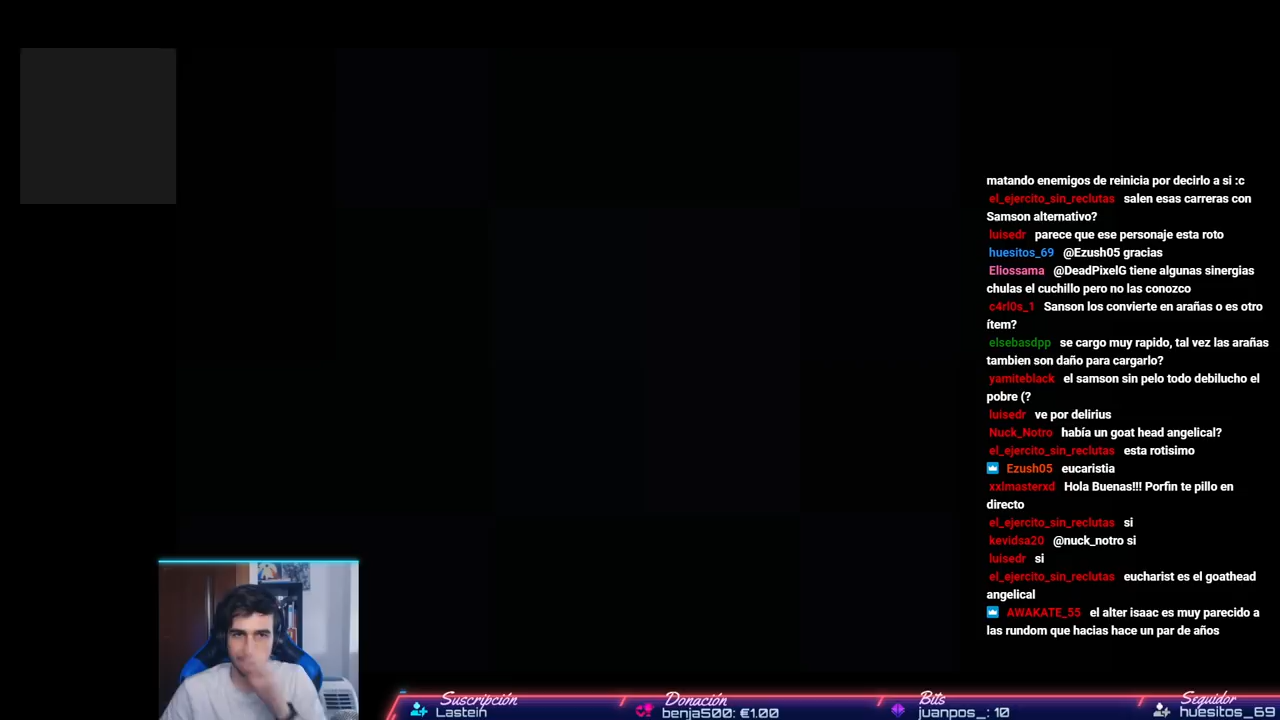 matando enemigos de reinicia por decirlo a si :c
el_ejercito_sin_reclutas salen esas carreras con
Samson alternativo?
luisedr parece que ese personaje esta roto
huesitos_69 @Ezush05 gracias
Eliossama @DeadPixelG tiene algunas sinergias
chulas el cuchillo pero no las conozco
c4rl0s_1 Sanson los convierte en arañas o es otro
ítem?
elsebasdpp se cargo muy rapido, tal vez las arañas
tambien son daño para cargarlo?
yamiteblack el samson sin pelo todo debilucho el
pobre (?
luisedr ve por delirius
Nuck_Notro había un goat head angelical?
el_ejercito_sin_reclutas esta rotisimo
Ezush05 eucaristia
xxlmasterxd Hola Buenas!!! Porfin te pillo en
directo
el_ejercito_sin_reclutas si
kevidsa20 @nuck_notro si
luisedr si
el_ejercito_sin_reclutas eucharist es el goathead
angelical
AWAKATE_55 el alter isaac es muy parecido a
las rundom que hacias hace un par de años
Suscripción
Lastein
Donación
benja500: €1.00
Bits
juanpos_: 10
Seguidor
huesitos_69